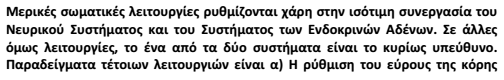 Μερικές σωματικές λειτουργίες ρυθμίζονται χάρη στην ισότιμη συνεργασία του
Νευρικού Συστήματος και του Συστήματος των Ενδοκρινών Αδένων. Σε άλλες
όμως λειτουργίες, το ένα από τα δύο συστήματα είναι το κυρίως υπεύθυνο.
Παραδείγματα τέτοιων λειτουργιών είναι α) Η ρύθμιση του εύρους της κόρης